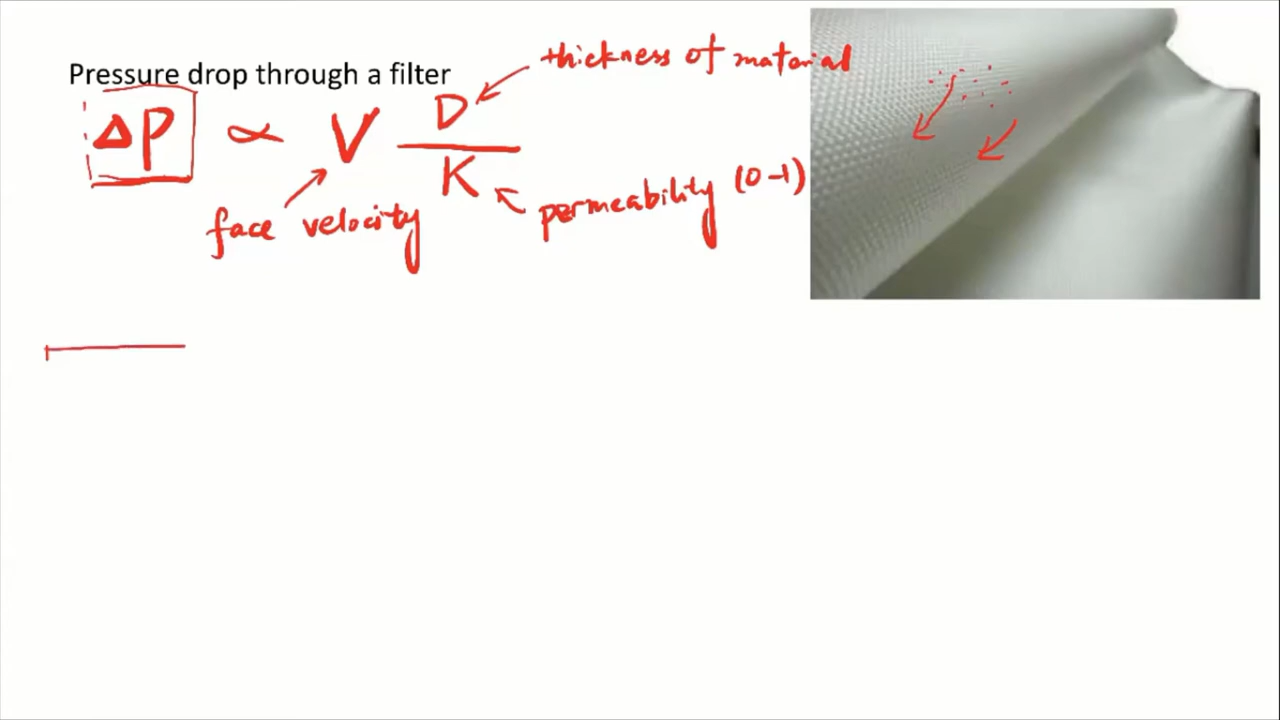 Pressure drop through a filter
thickness of material
ΔP ∝ V D/K
face velocity
permeability (0-1)